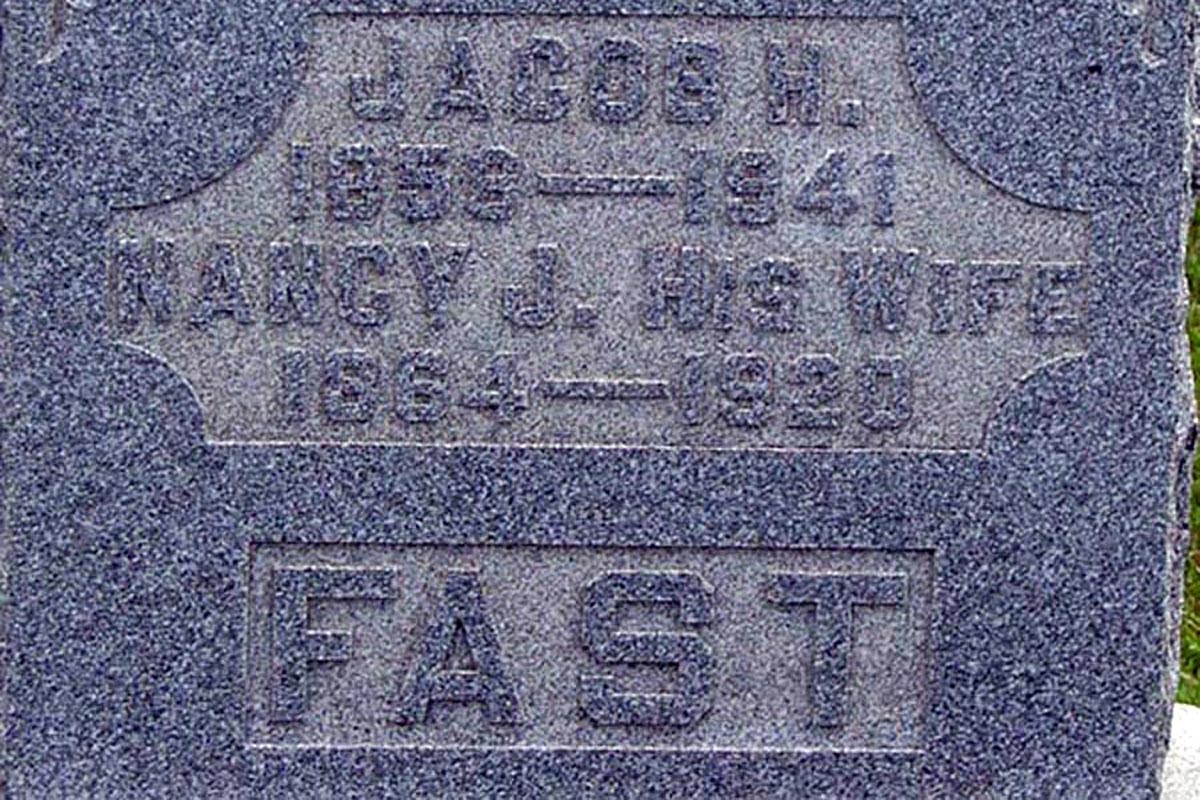 JACOB H.
1858—1941
NANCY J. HIS WIFE
1864—1920
FAST